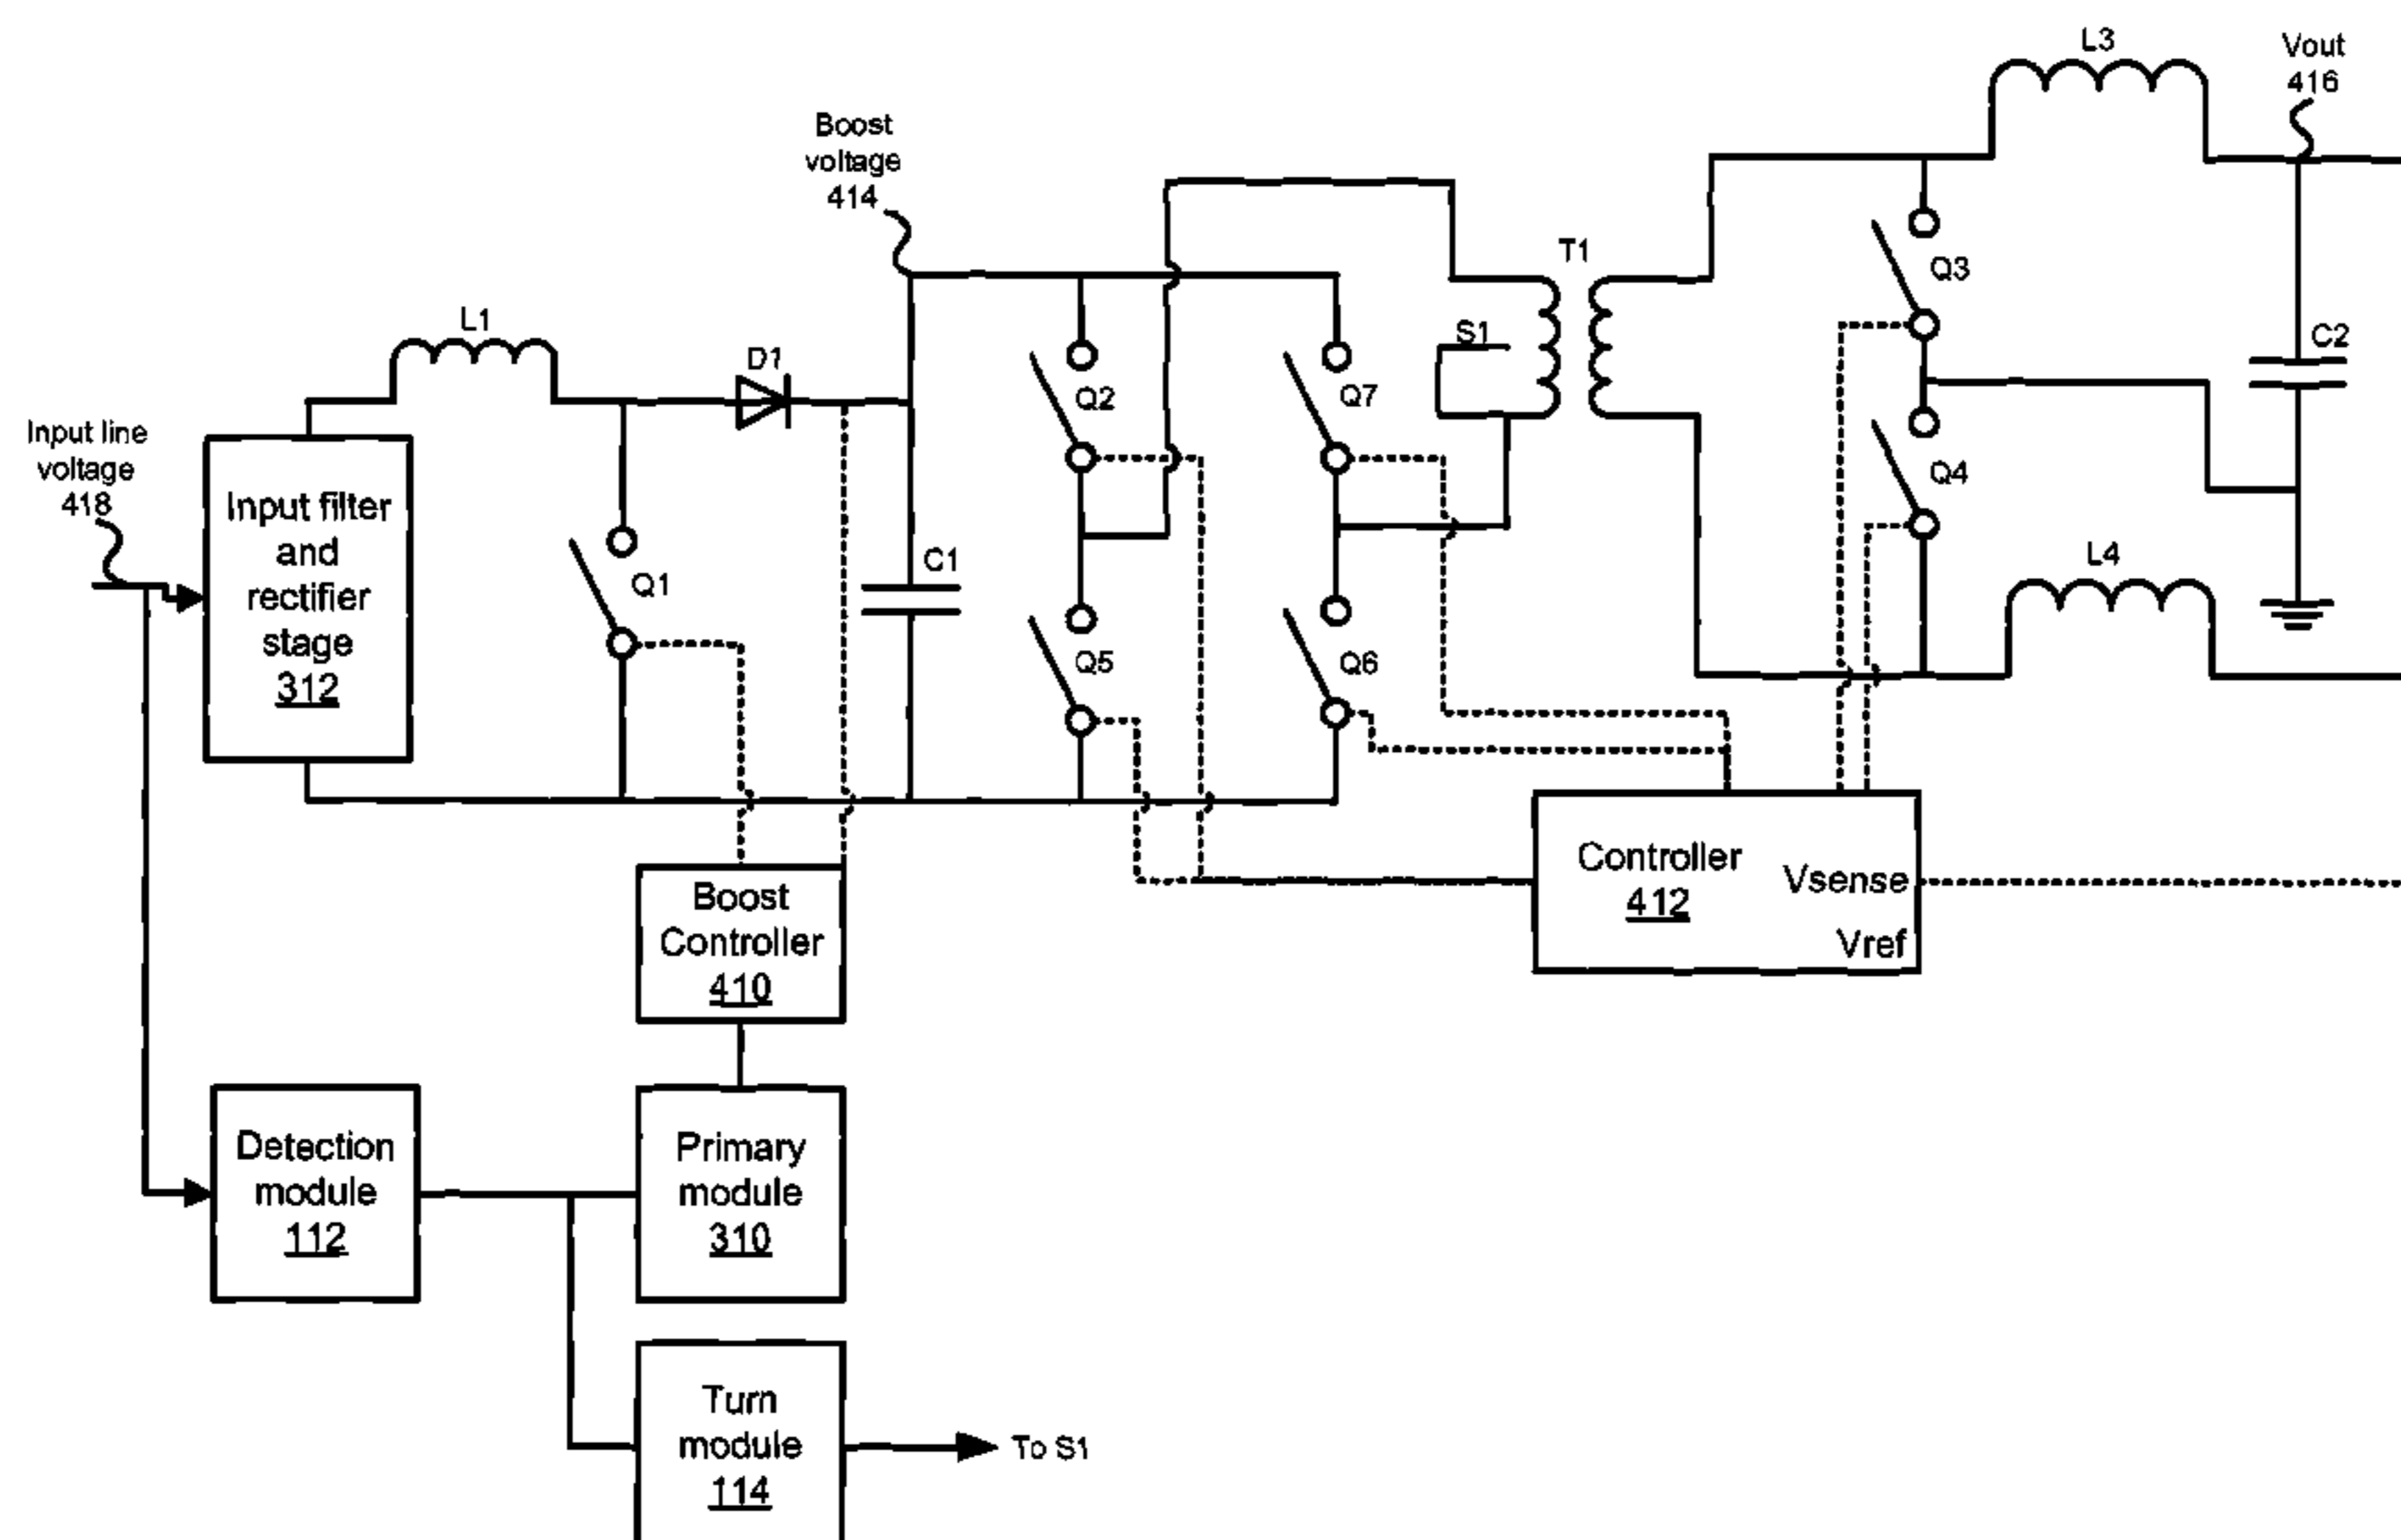 L3
Vout
416
Boost
voltage
414
T1
Q3
S1
L1
D1
C2
Q2
Q7
Input line
voltage
418
Q4
Input filter
and
rectifier
stage
312
C1
L4
Q1
Q5
Q6
Controller
412
Vsense
Vref
Boost
Controller
410
Detection
module
112
Primary
module
310
Turn
module
114
To S1